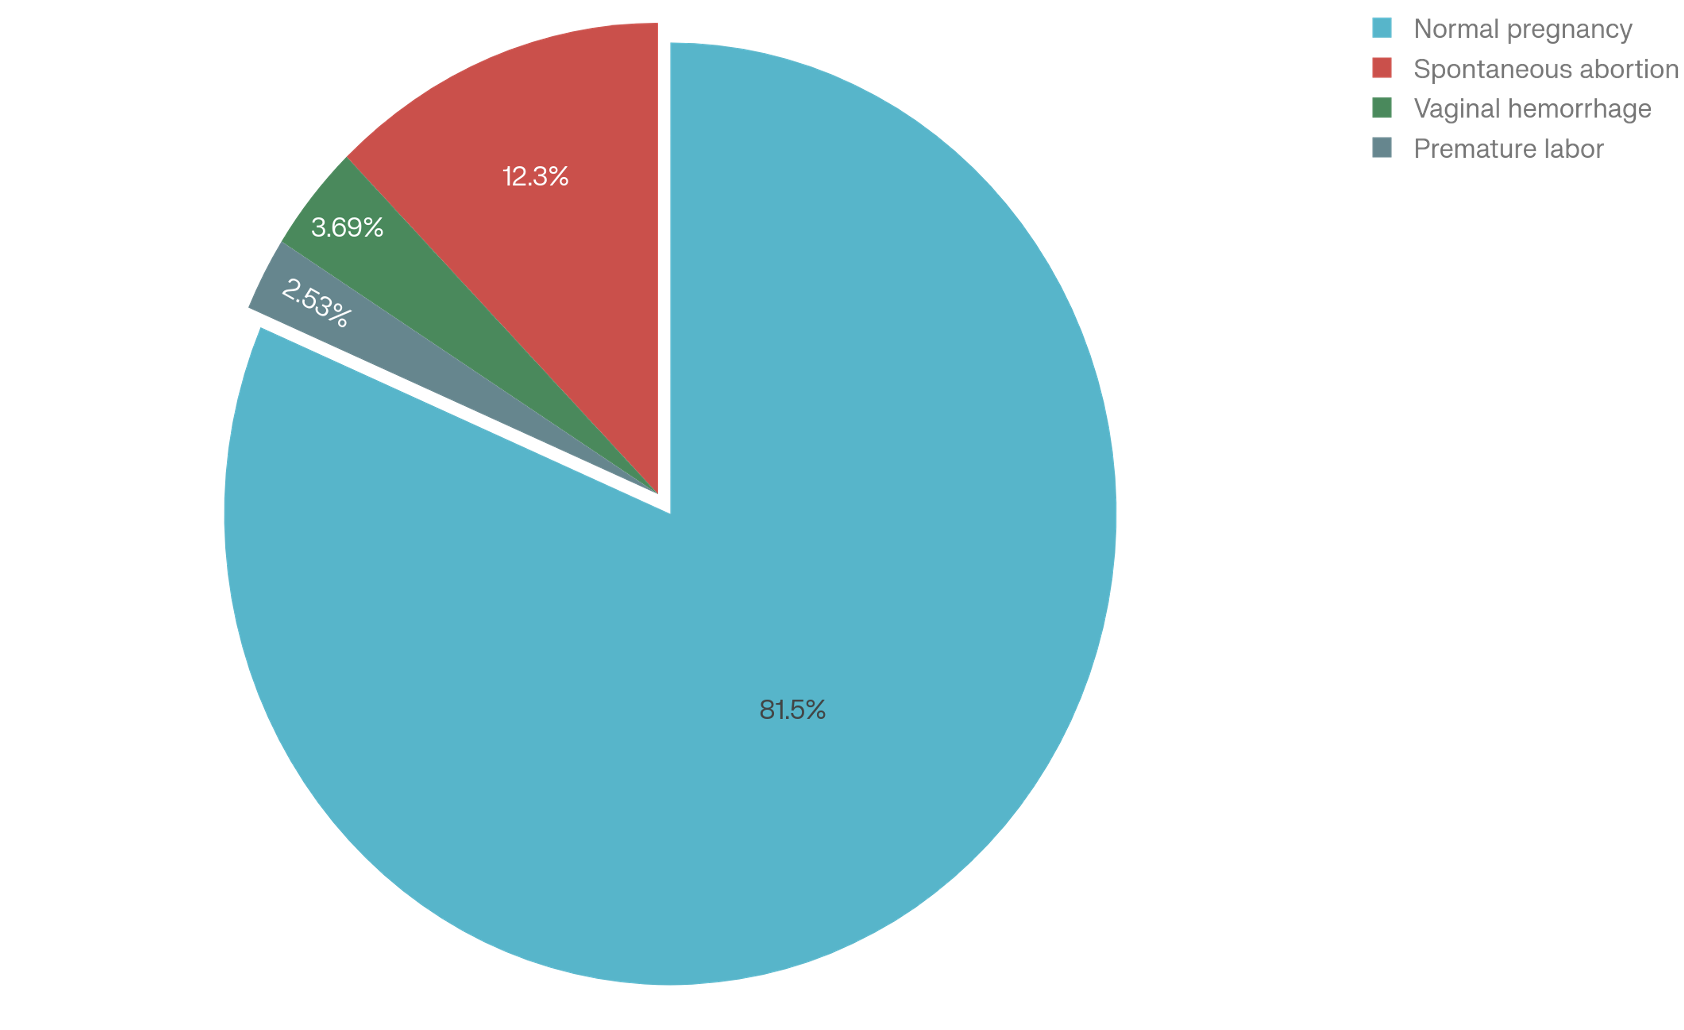 Normal pregnancy
Spontaneous abortion
Vaginal hemorrhage
Premature labor
12.3%
3.69%
2.53%
81.5%